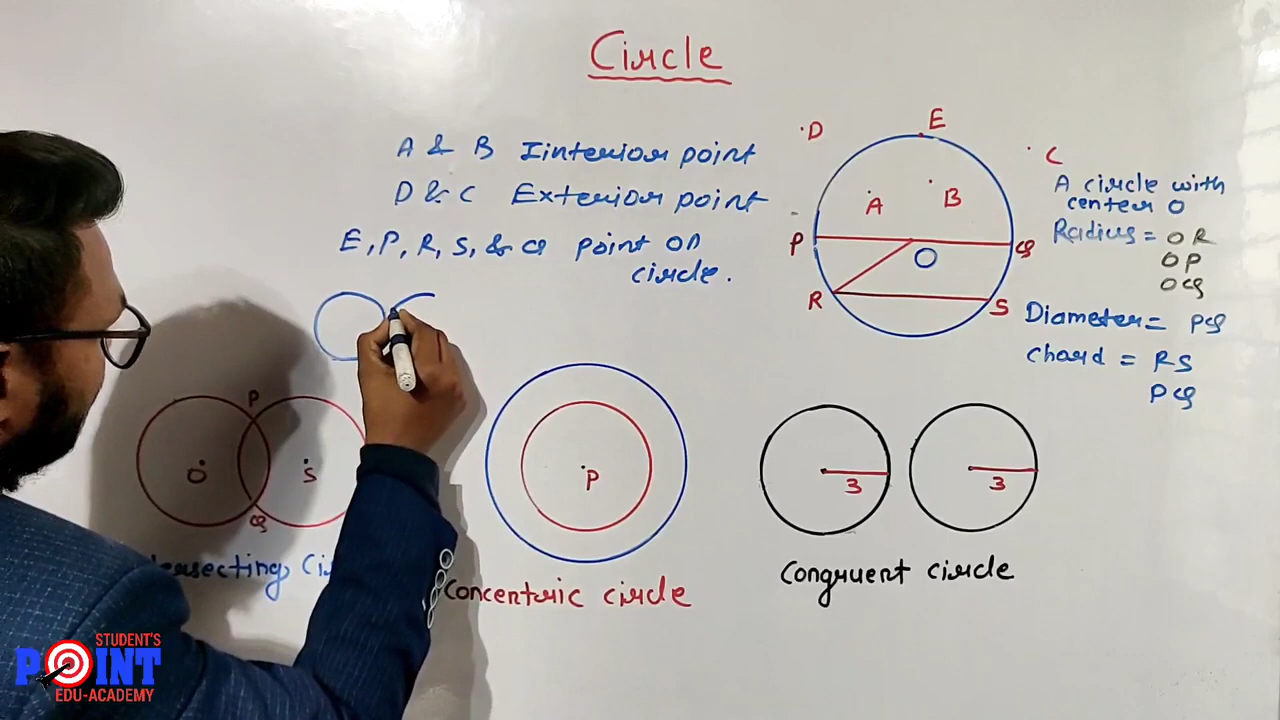 Circle
A & B Iinterior point
D & C Exterior point
E, P, R, S, & Q point on
circle.
D
E
C
A
B
P
Q
O
R
S
A circle with
center O
Radius = OR
OP
OQ
Diameter = PQ
chord = RS
PQ
P
O
S
Q
P
3
3
Concentric circle
Congruent circle
STUDENT'S
POINT
EDU-ACADEMY